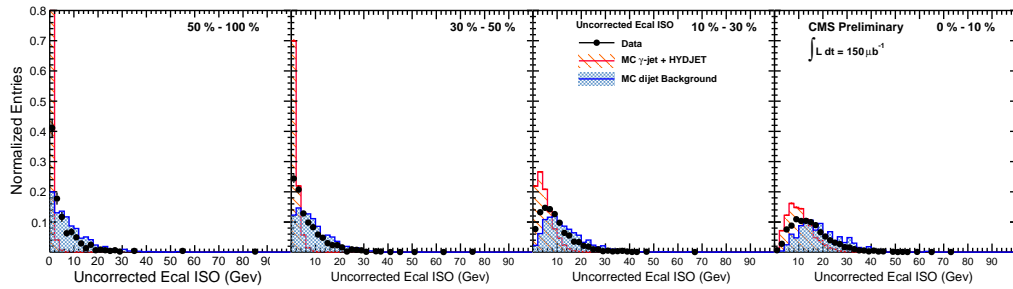 50 % - 100%
30 % - 50%
Uncorrected Ecal ISO
10 % - 30%
CMS Preliminary
0 % - 10%
Data
MC γ-jet + HYDJET
MC dijet Background
∫L dt = 150 μb⁻¹
Normalized Entries
0.8
0.7
0.6
0.5
0.4
0.3
0.2
0.1
0 10 20 30 40 50 60 70 80 90
10 20 30 40 50 60 70 80 90
10 20 30 40 50 60 70 80 90
10 20 30 40 50 60 70 80 90
Uncorrected Ecal ISO (Gev)
Uncorrected Ecal ISO (Gev)
Uncorrected Ecal ISO (Gev)
Uncorrected Ecal ISO (Gev)